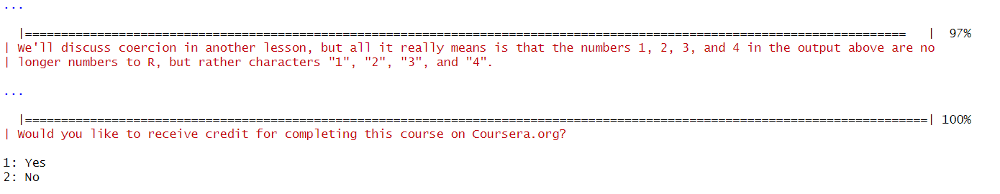 ...
|========================================================================================================================== | 97%
| We'll discuss coercion in another lesson, but all it really means is that the numbers 1, 2, 3, and 4 in the output above are no
| longer numbers to R, but rather characters "1", "2", "3", and "4".
...
|=============================================================================================================================| 100%
| Would you like to receive credit for completing this course on Coursera.org?
1: Yes
2: No